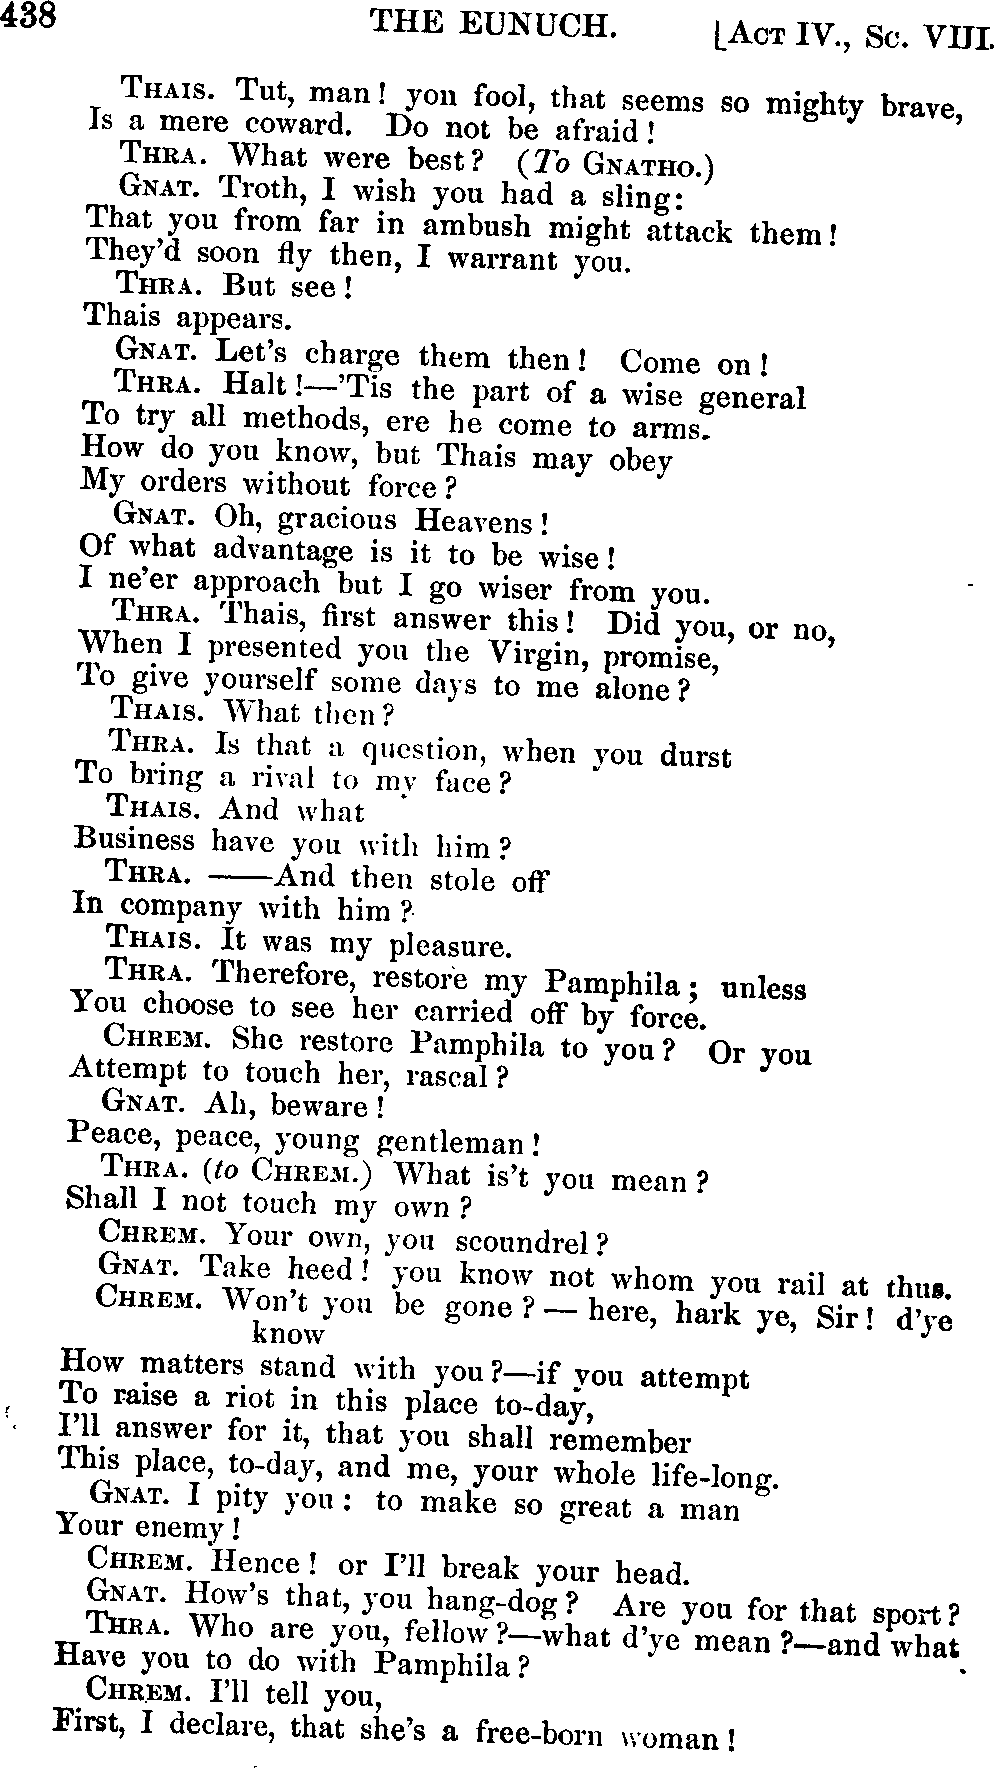 438 THE EUNUCH. [ACT IV., SC. VIII.
THAIS. Tut, man! you fool, that seems so mighty brave,
Is a mere coward. Do not be afraid!
THRA. What were best? (To GNATHO.)
GNAT. Troth, I wish you had a sling:
That you from far in ambush might attack them!
They'd soon fly then, I warrant you.
THRA. But see!
Thais appears.
GNAT. Let's charge them then! Come on!
THRA. Halt!—'Tis the part of a wise general
To try all methods, ere he come to arms.
How do you know, but Thais may obey
My orders without force?
GNAT. Oh, gracious Heavens!
Of what advantage is it to be wise!
I ne'er approach but I go wiser from you.
THRA. Thais, first answer this! Did you, or no,
When I presented you the Virgin, promise,
To give yourself some days to me alone?
THAIS. What then?
THRA. Is that a question, when you durst
To bring a rival to my face?
THAIS. And what
Business have you with him?
THRA. ——And then stole off
In company with him?
THAIS. It was my pleasure.
THRA. Therefore, restore my Pamphila; unless
You choose to see her carried off by force.
CHREM. She restore Pamphila to you? Or you
Attempt to touch her, rascal?
GNAT. Ah, beware!
Peace, peace, young gentleman!
THRA. (to CHREM.) What is't you mean?
Shall I not touch my own?
CHREM. Your own, you scoundrel?
GNAT. Take heed! you know not whom you rail at thus.
CHREM. Won't you be gone?—here, hark ye, Sir! d'ye
know
How matters stand with you?—if you attempt
To raise a riot in this place to-day,
I'll answer for it, that you shall remember
This place, to-day, and me, your whole life-long.
GNAT. I pity you: to make so great a man
Your enemy!
CHREM. Hence! or I'll break your head.
GNAT. How's that, you hang-dog? Are you for that sport?
THRA. Who are you, fellow?—what d'ye mean?—and what
Have you to do with Pamphila?
CHREM. I'll tell you,
First, I declare, that she's a free-born woman!